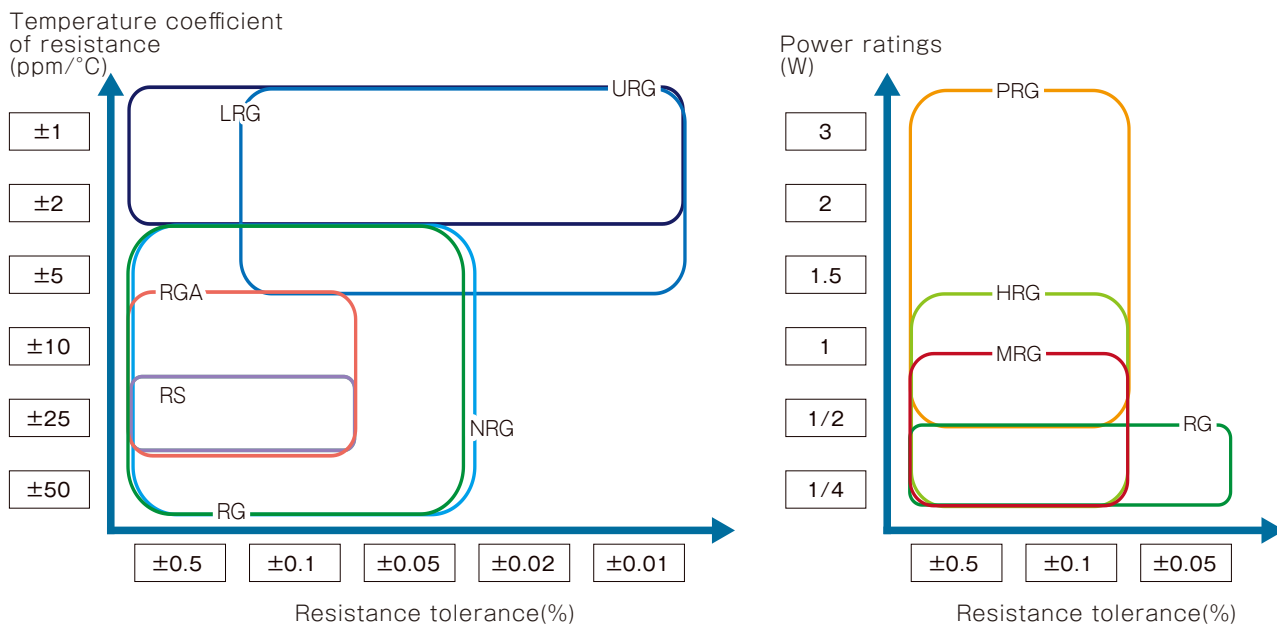 Temperature coefficient
of resistance
(ppm/°C)
URG
LRG
±1
±2
±5
RGA
±10
RS
±25
NRG
±50
RG
±0.5
±0.1
±0.05
±0.02
±0.01
Resistance tolerance(%)
Power ratings
(W)
PRG
3
2
1.5
HRG
1
MRG
1/2
RG
1/4
±0.5
±0.1
±0.05
Resistance tolerance(%)